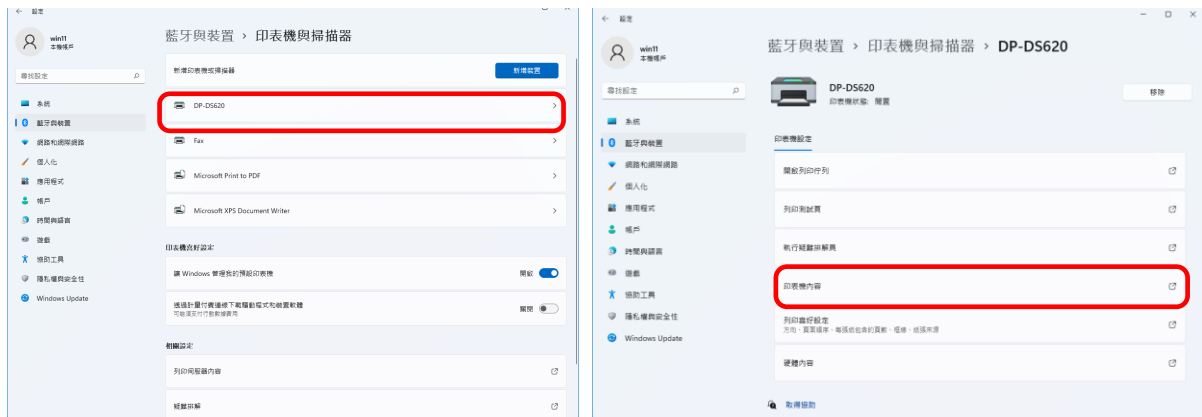 ← 設定
win11
本機帳戶
尋找設定
系統
藍牙與裝置
網路和網際網路
個人化
應用程式
帳戶
時間與語言
遊戲
協助工具
隱私權與安全性
Windows Update
藍牙與裝置 › 印表機與掃描器
新增印表機或掃描器
新增裝置
DP-DS620
Fax
Microsoft Print to PDF
Microsoft XPS Document Writer
印表機喜好設定
讓 Windows 管理我的預設印表機
開啟
透過計量付費連線下載驅動程式和裝置軟體
關閉
可能須支付行動數據費用
相關設定
列印伺服器內容
疑難排解
← 設定
win11
本機帳戶
尋找設定
系統
藍牙與裝置
網路和網際網路
個人化
應用程式
帳戶
時間與語言
遊戲
協助工具
隱私權與安全性
Windows Update
藍牙與裝置 › 印表機與掃描器 › DP-DS620
DP-DS620
印表機狀態: 閒置
移除
印表機設定
開啟列印佇列
列印測試頁
執行疑難排解員
印表機內容
列印喜好設定
方向、頁頁順序、每張紙包含的頁數、框線、紙張來源
硬體內容
取得協助